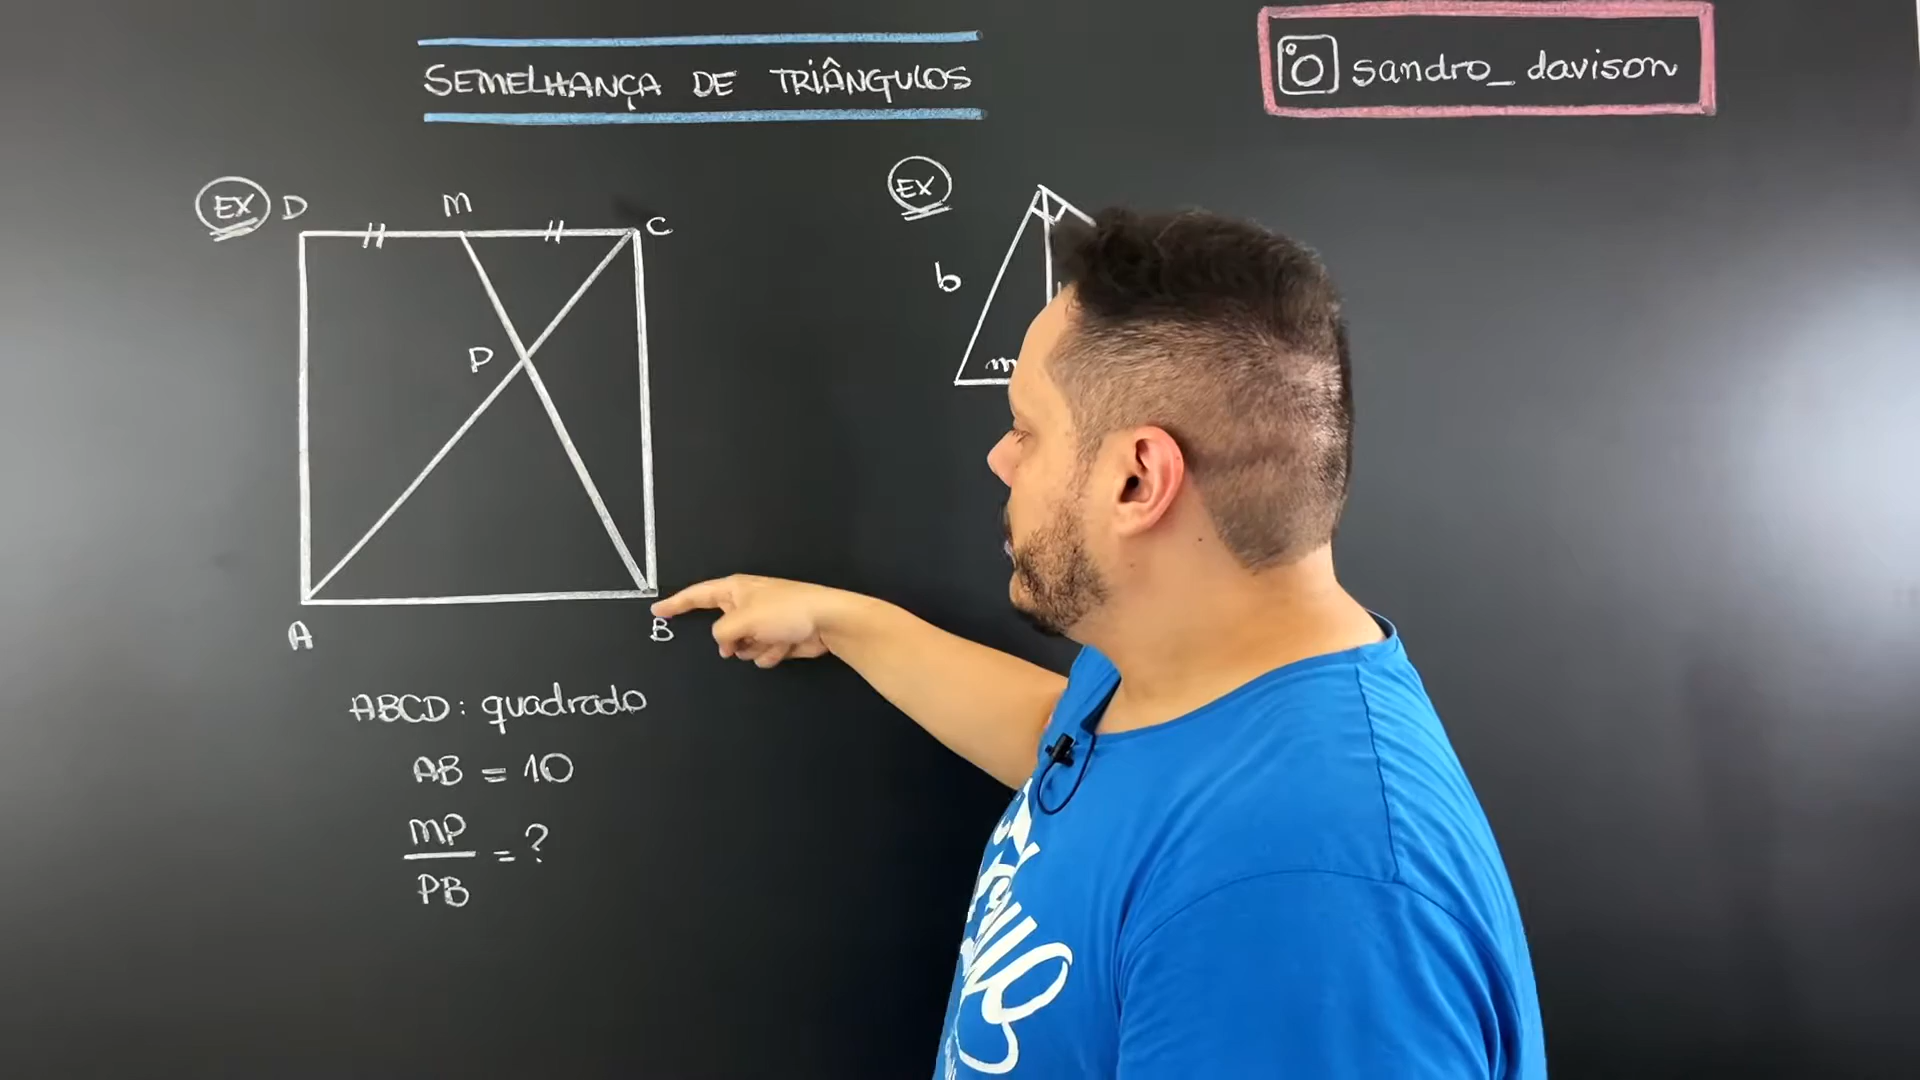 SEMELHANÇA DE TRIÂNGULOS
sandro_davison
EX
D
M
C
P
A
B
ABCD: quadrado
AB = 10
MP
PB
= ?
EX
b
m